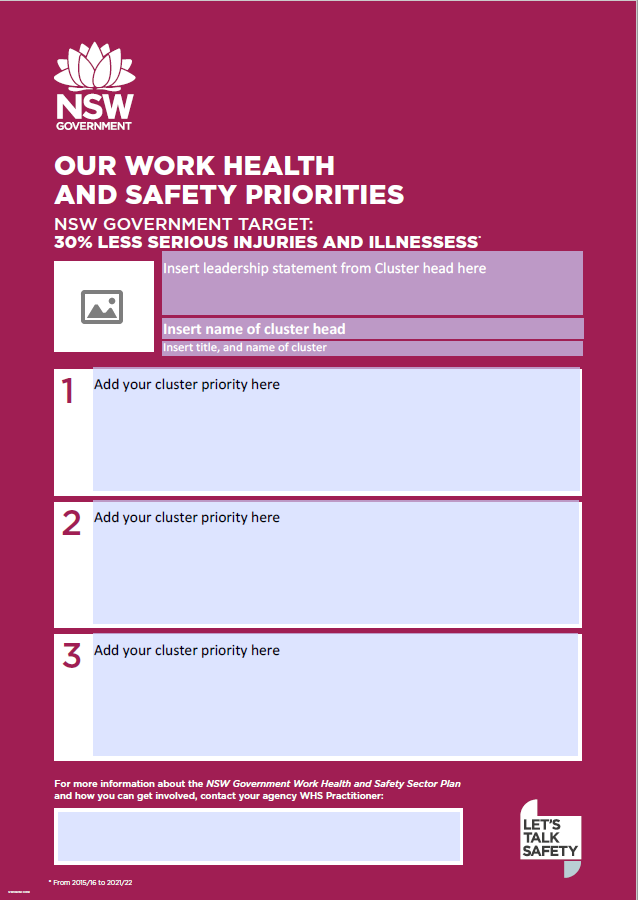 NSW
GOVERNMENT
OUR WORK HEALTH
AND SAFETY PRIORITIES
NSW GOVERNMENT TARGET:
30% LESS SERIOUS INJURIES AND ILLNESSESS*
Insert leadership statement from Cluster head here
Insert name of cluster head
Insert title, and name of cluster
1 Add your cluster priority here
2 Add your cluster priority here
3 Add your cluster priority here
For more information about the NSW Government Work Health and Safety Sector Plan
and how you can get involved, contact your agency WHS Practitioner:
LET'S
TALK
SAFETY
* From 2015/16 to 2021/22